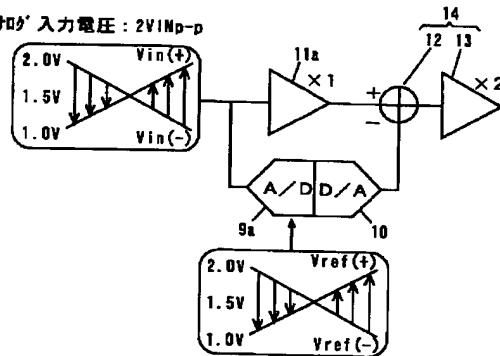 ﾅﾛｸﾞ入力電圧：2VINp-p
2.0V
1.5V
1.0V
Vin(+)
Vin(-)
11a
×1
+
-
12
14
13
×2
A/D
D/A
9a
10
2.0V
1.5V
1.0V
Vref(+)
Vref(-)